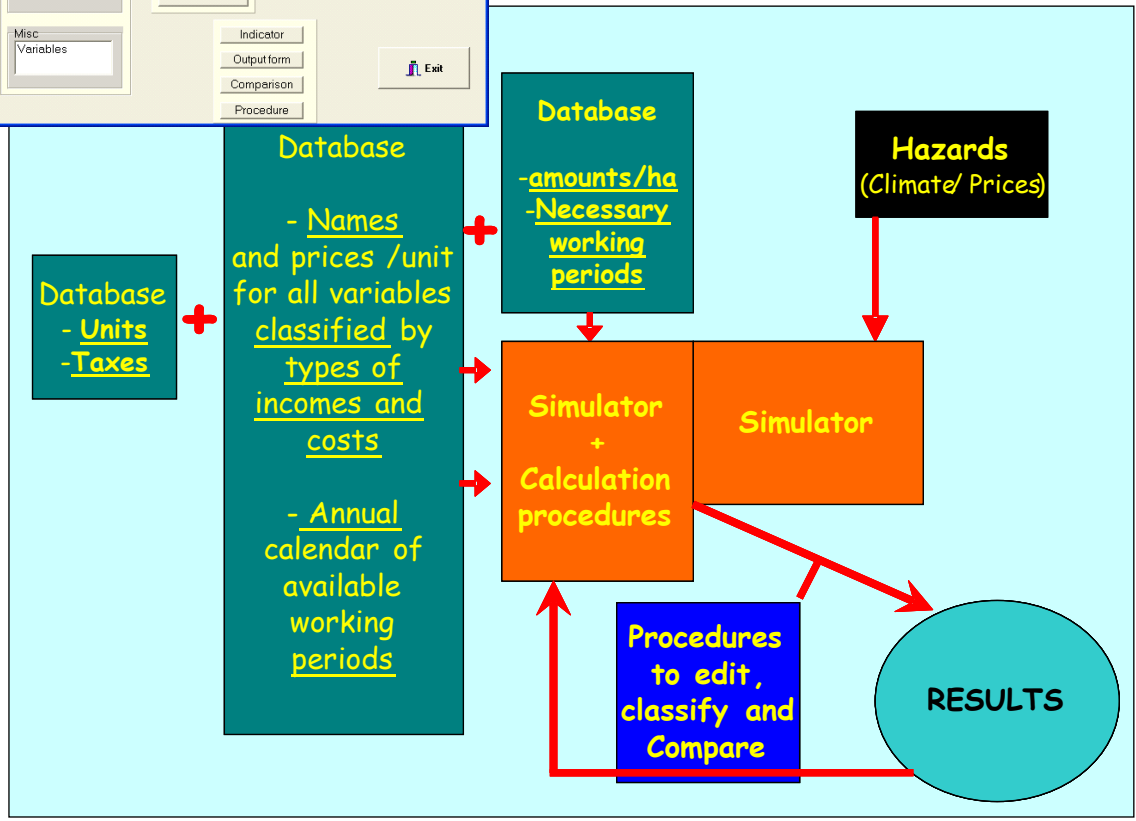 Misc
Variables
Indicator
Output form
Comparison
Procedure
Exit
Database
- Units
-Taxes
Database
- Names
and prices /unit
for all variables
classified by
types of
incomes and
costs
- Annual
calendar of
available
working
periods
Database
-amounts/ha
-Necessary
working
periods
Hazards
(Climate/ Prices)
Simulator
+
Calculation
procedures
Simulator
Procedures
to edit,
classify and
Compare
RESULTS